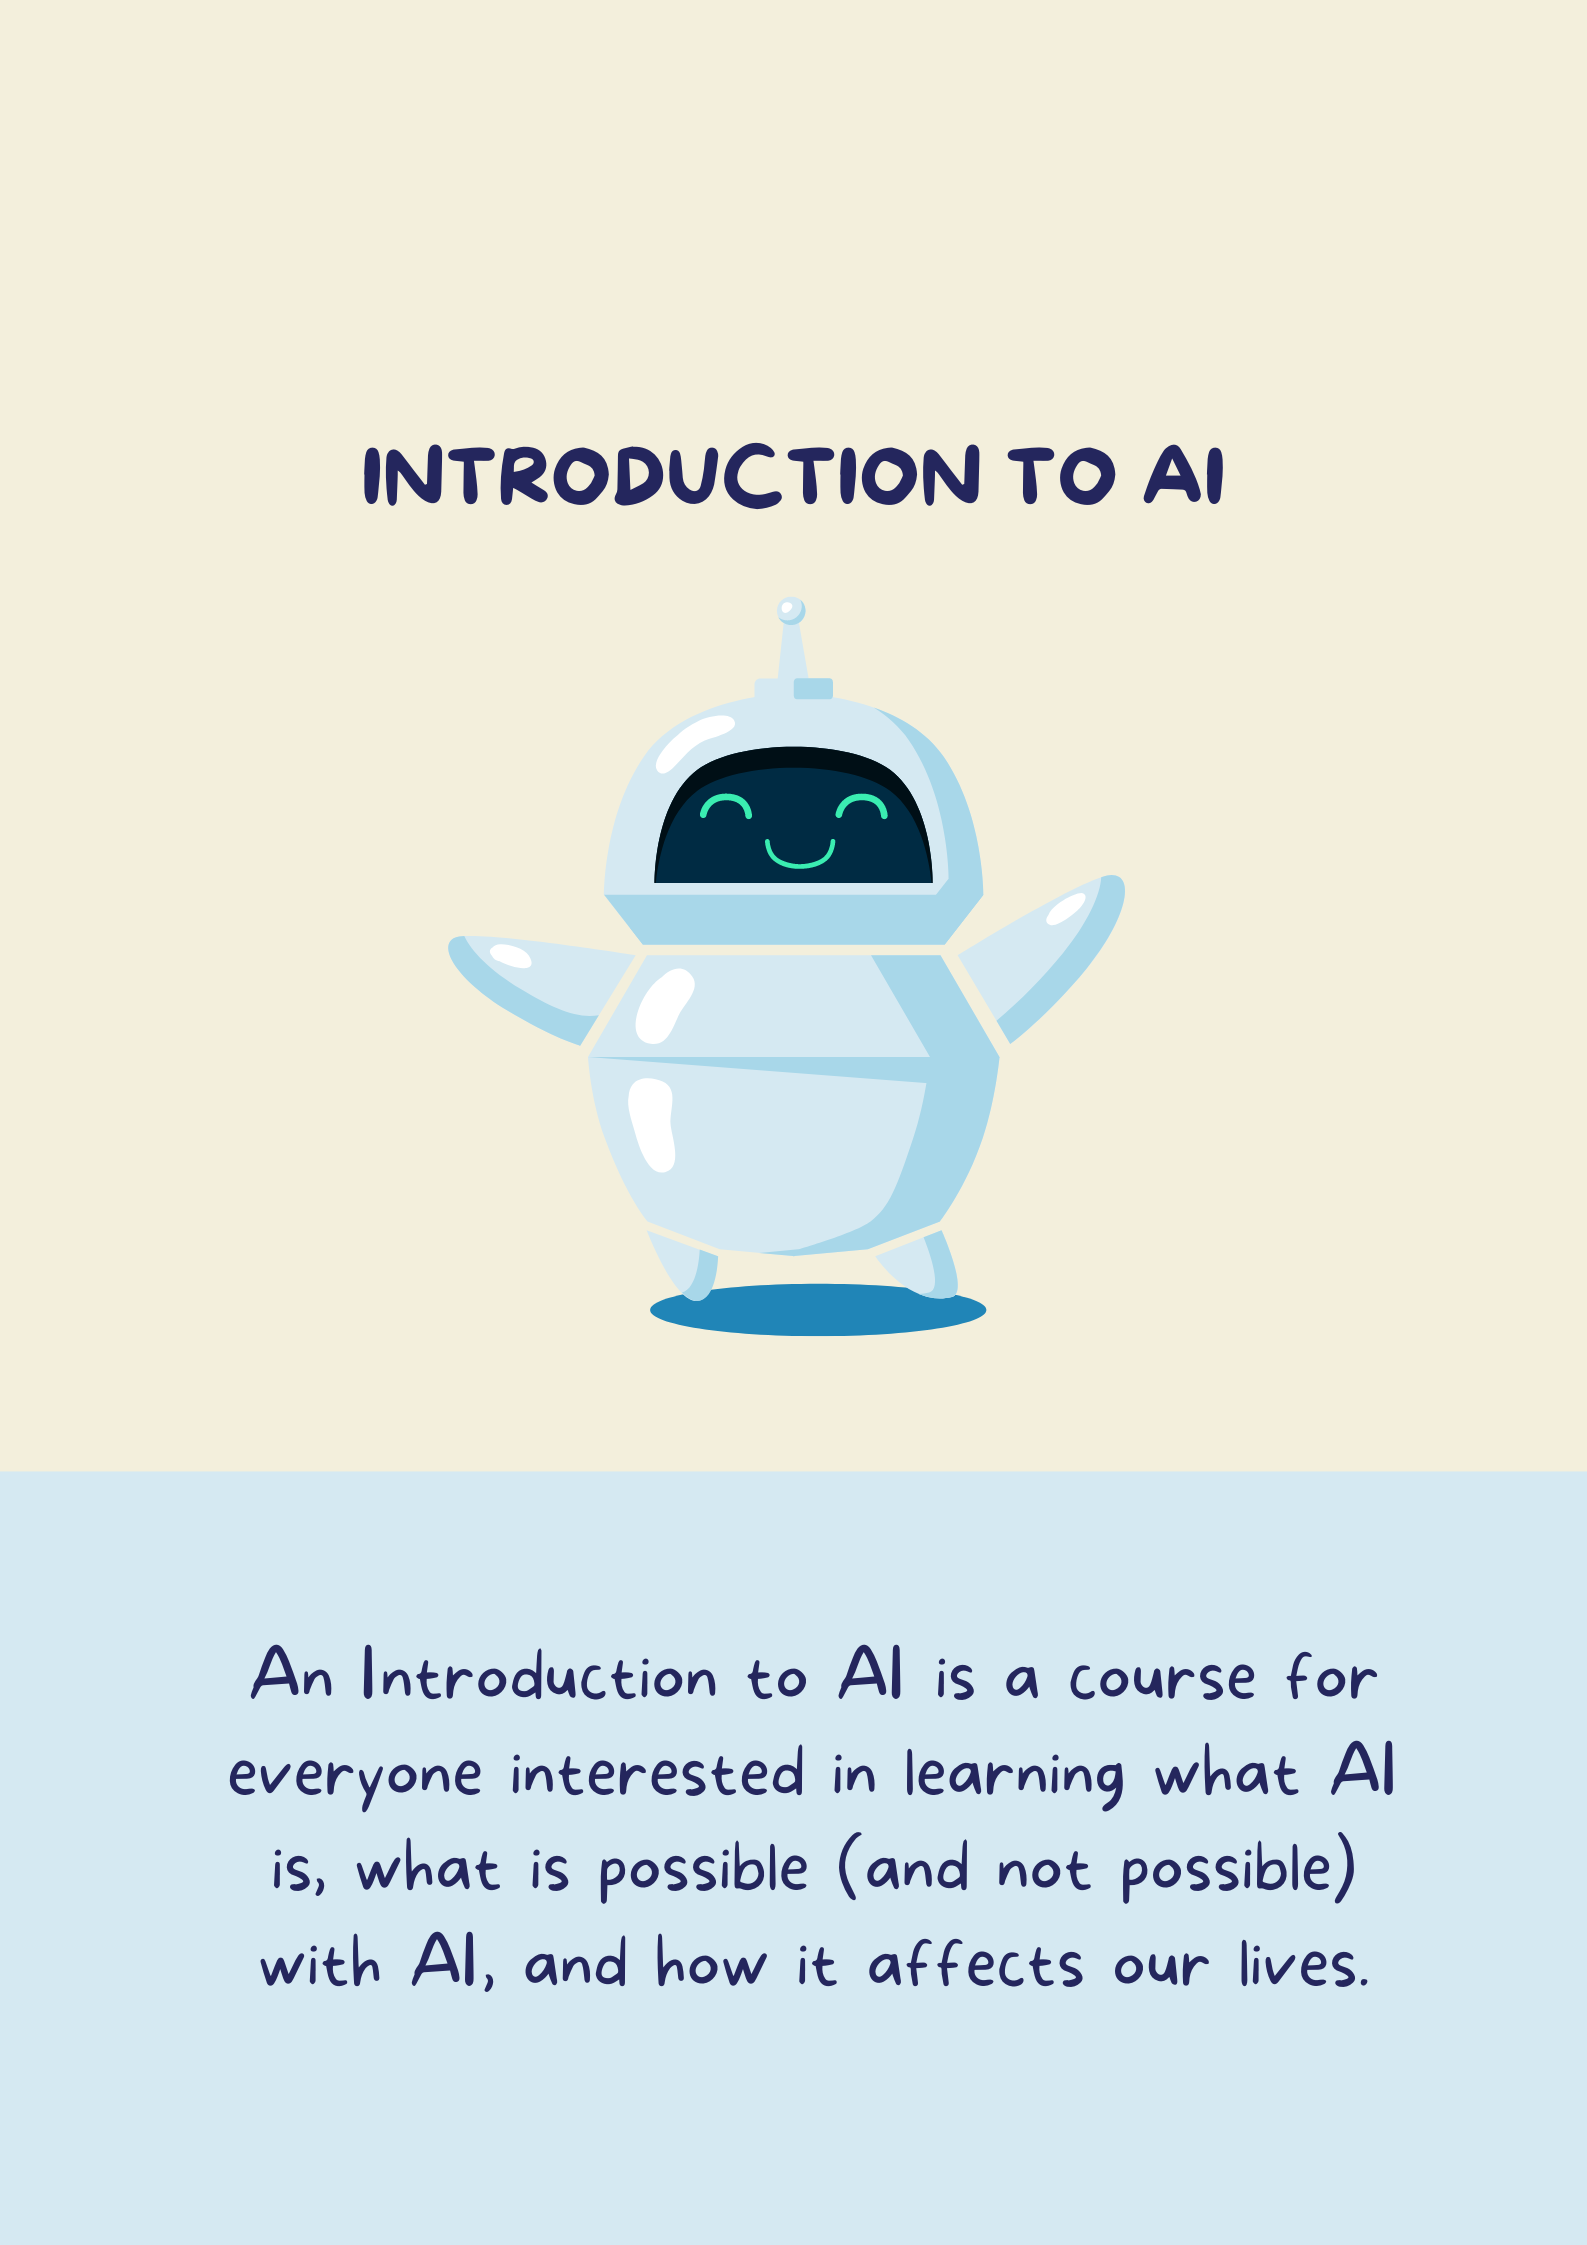 INTRODUCTION TO AI
An Introduction to AI is a course for
everyone interested in learning what AI
is, what is possible (and not possible)
with AI, and how it affects our lives.